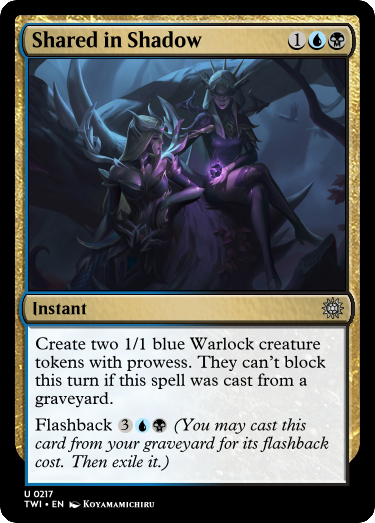 Shared in Shadow 1
Instant
Create two 1/1 blue Warlock creature
tokens with prowess. They can't block
this turn if this spell was cast from a
graveyard.
Flashback 3 (You may cast this
card from your graveyard for its flashback
cost. Then exile it.)
U 0217
TWI • EN KOYAMAMICHIRU